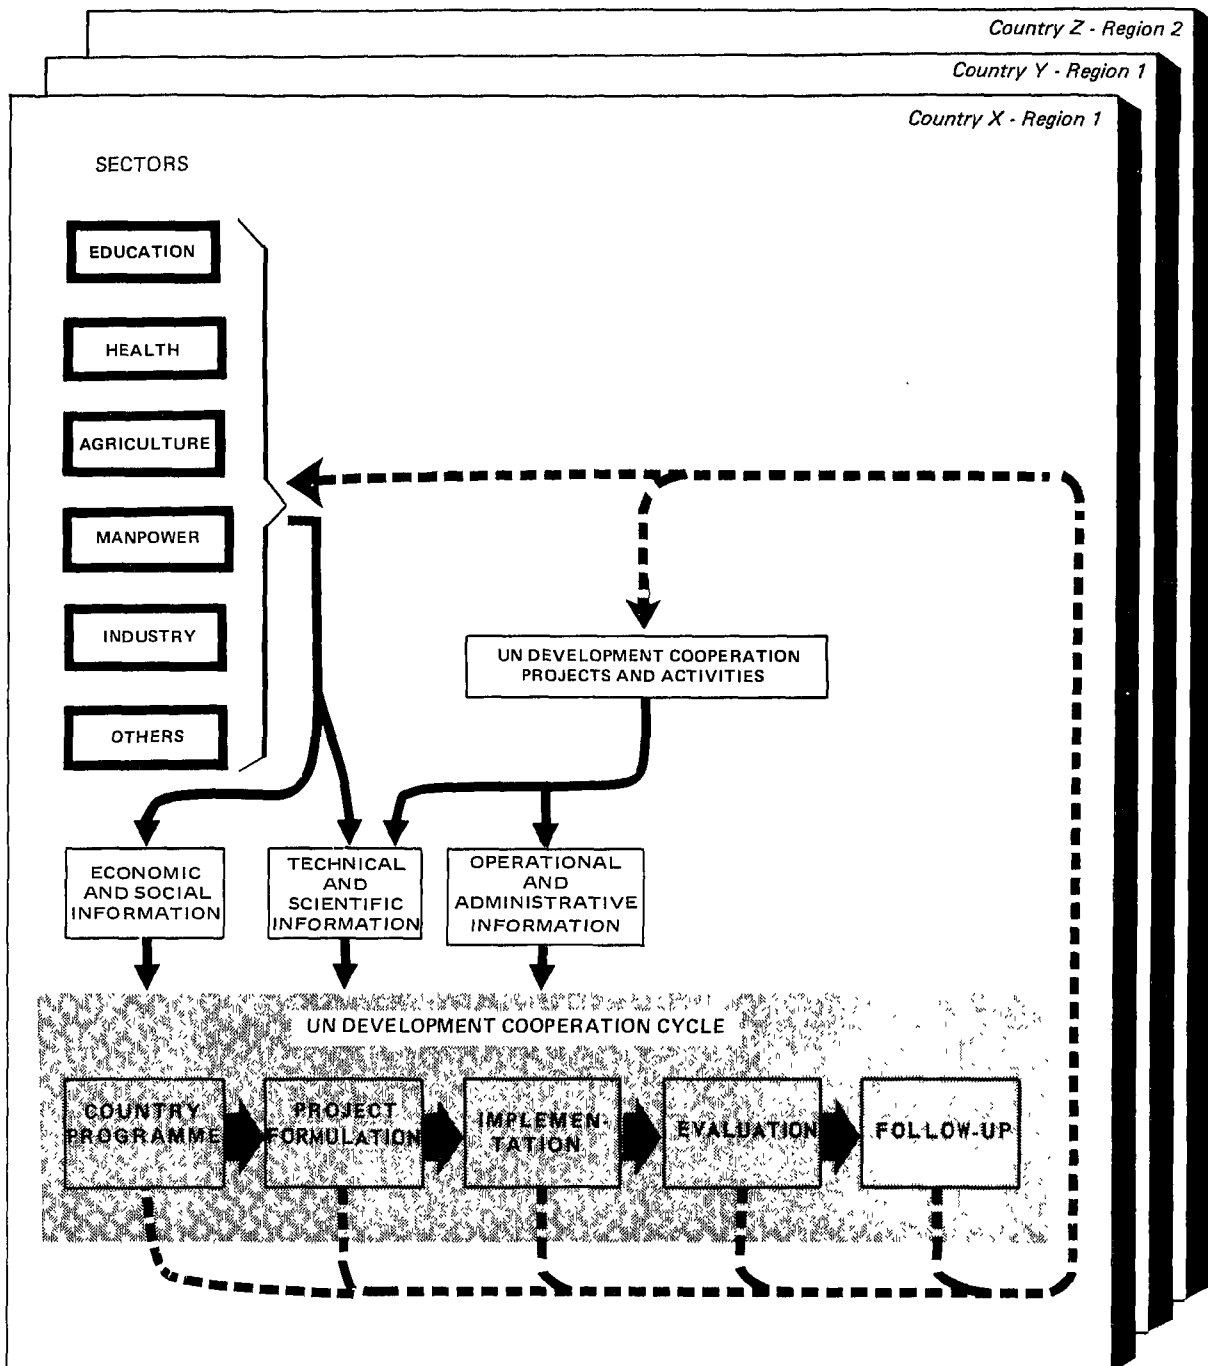 Country Z - Region 2
Country Y - Region 1
Country X - Region 1
SECTORS
EDUCATION
HEALTH
AGRICULTURE
MANPOWER
INDUSTRY
OTHERS
UN DEVELOPMENT COOPERATION
PROJECTS AND ACTIVITIES
ECONOMIC
AND SOCIAL
INFORMATION
TECHNICAL
AND
SCIENTIFIC
INFORMATION
OPERATIONAL
AND
ADMINISTRATIVE
INFORMATION
UN DEVELOPMENT COOPERATION CYCLE
COUNTRY
PROGRAMME
PROJECT
FORMULATION
IMPLEMEN-
TATION
EVALUATION
FOLLOW-UP